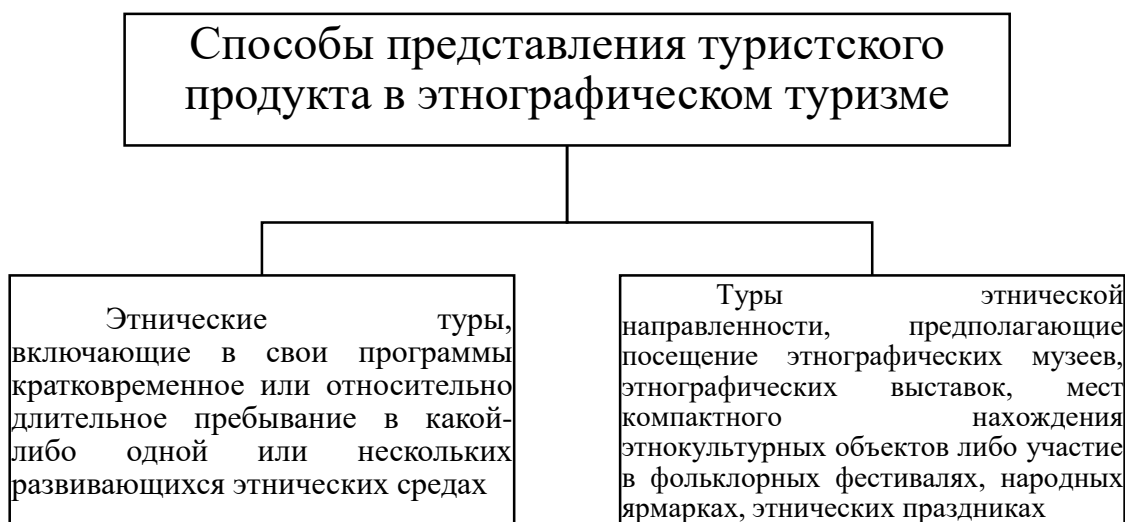 Способы представления туристского
продукта в этнографическом туризме
Этнические туры,
включающие в свои программы
кратковременное или относительно
длительное пребывание в какой-
либо одной или нескольких
развивающихся этнических средах
Туры этнической
направленности, предполагающие
посещение этнографических музеев,
этнографических выставок, мест
компактного нахождения
этнокультурных объектов либо участие
в фольклорных фестивалях, народных
ярмарках, этнических праздниках